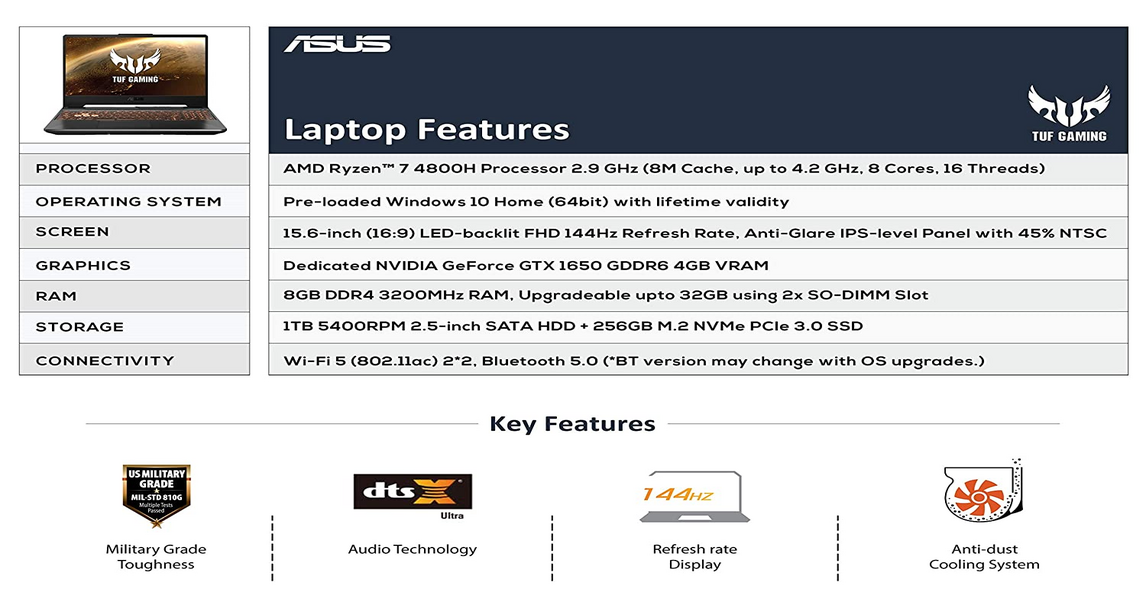 TUF GAMING
ASUS
Laptop Features
TUF GAMING
PROCESSOR
AMD Ryzen™ 7 4800H Processor 2.9 GHz (8M Cache, up to 4.2 GHz, 8 Cores, 16 Threads)
OPERATING SYSTEM
Pre-loaded Windows 10 Home (64bit) with lifetime validity
SCREEN
15.6-inch (16:9) LED-backlit FHD 144Hz Refresh Rate, Anti-Glare IPS-level Panel with 45% NTSC
GRAPHICS
Dedicated NVIDIA GeForce GTX 1650 GDDR6 4GB VRAM
RAM
8GB DDR4 3200MHz RAM, Upgradeable upto 32GB using 2x SO-DIMM Slot
STORAGE
1TB 5400RPM 2.5-inch SATA HDD + 256GB M.2 NVMe PCIe 3.0 SSD
CONNECTIVITY
Wi-Fi 5 (802.11ac) 2*2, Bluetooth 5.0 (*BT version may change with OS upgrades.)
Key Features
US MILITARY
GRADE
MIL-STD 810G
Multiple Tests
Passed
Military Grade
Toughness
dts X
Ultra
Audio Technology
144HZ
Refresh rate
Display
Anti-dust
Cooling System